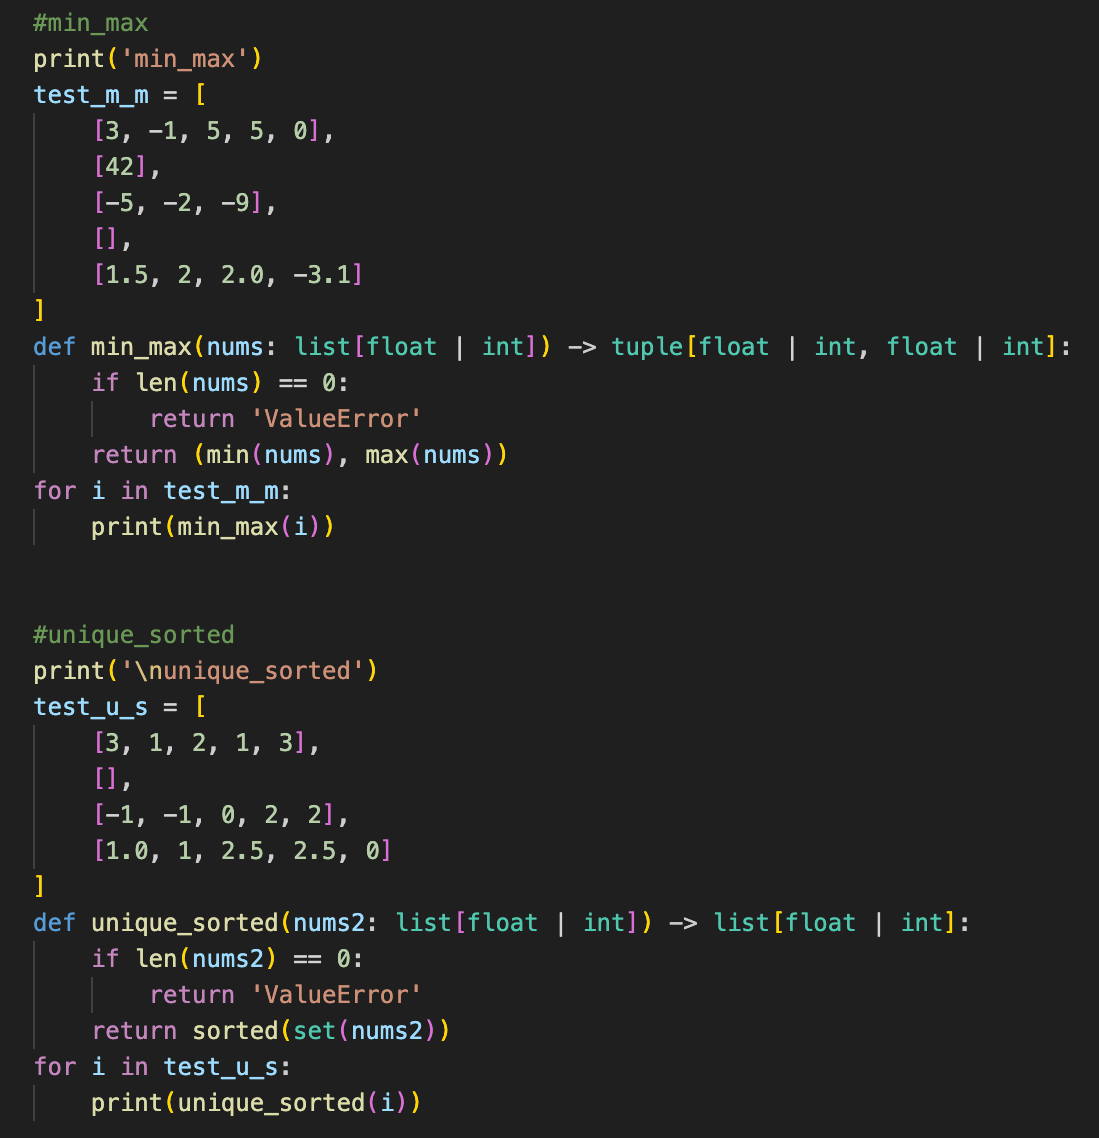 #min_max
print('min_max')
test_m_m = [
    [3, -1, 5, 5, 0],
    [42],
    [-5, -2, -9],
    [],
    [1.5, 2, 2.0, -3.1]
]
def min_max(nums: list[float | int]) -> tuple[float | int, float | int]:
    if len(nums) == 0:
        return 'ValueError'
    return (min(nums), max(nums))
for i in test_m_m:
    print(min_max(i))
#unique_sorted
print('\nunique_sorted')
test_u_s = [
    [3, 1, 2, 1, 3],
    [],
    [-1, -1, 0, 2, 2],
    [1.0, 1, 2.5, 2.5, 0]
]
def unique_sorted(nums2: list[float | int]) -> list[float | int]:
    if len(nums2) == 0:
        return 'ValueError'
    return sorted(set(nums2))
for i in test_u_s:
    print(unique_sorted(i))